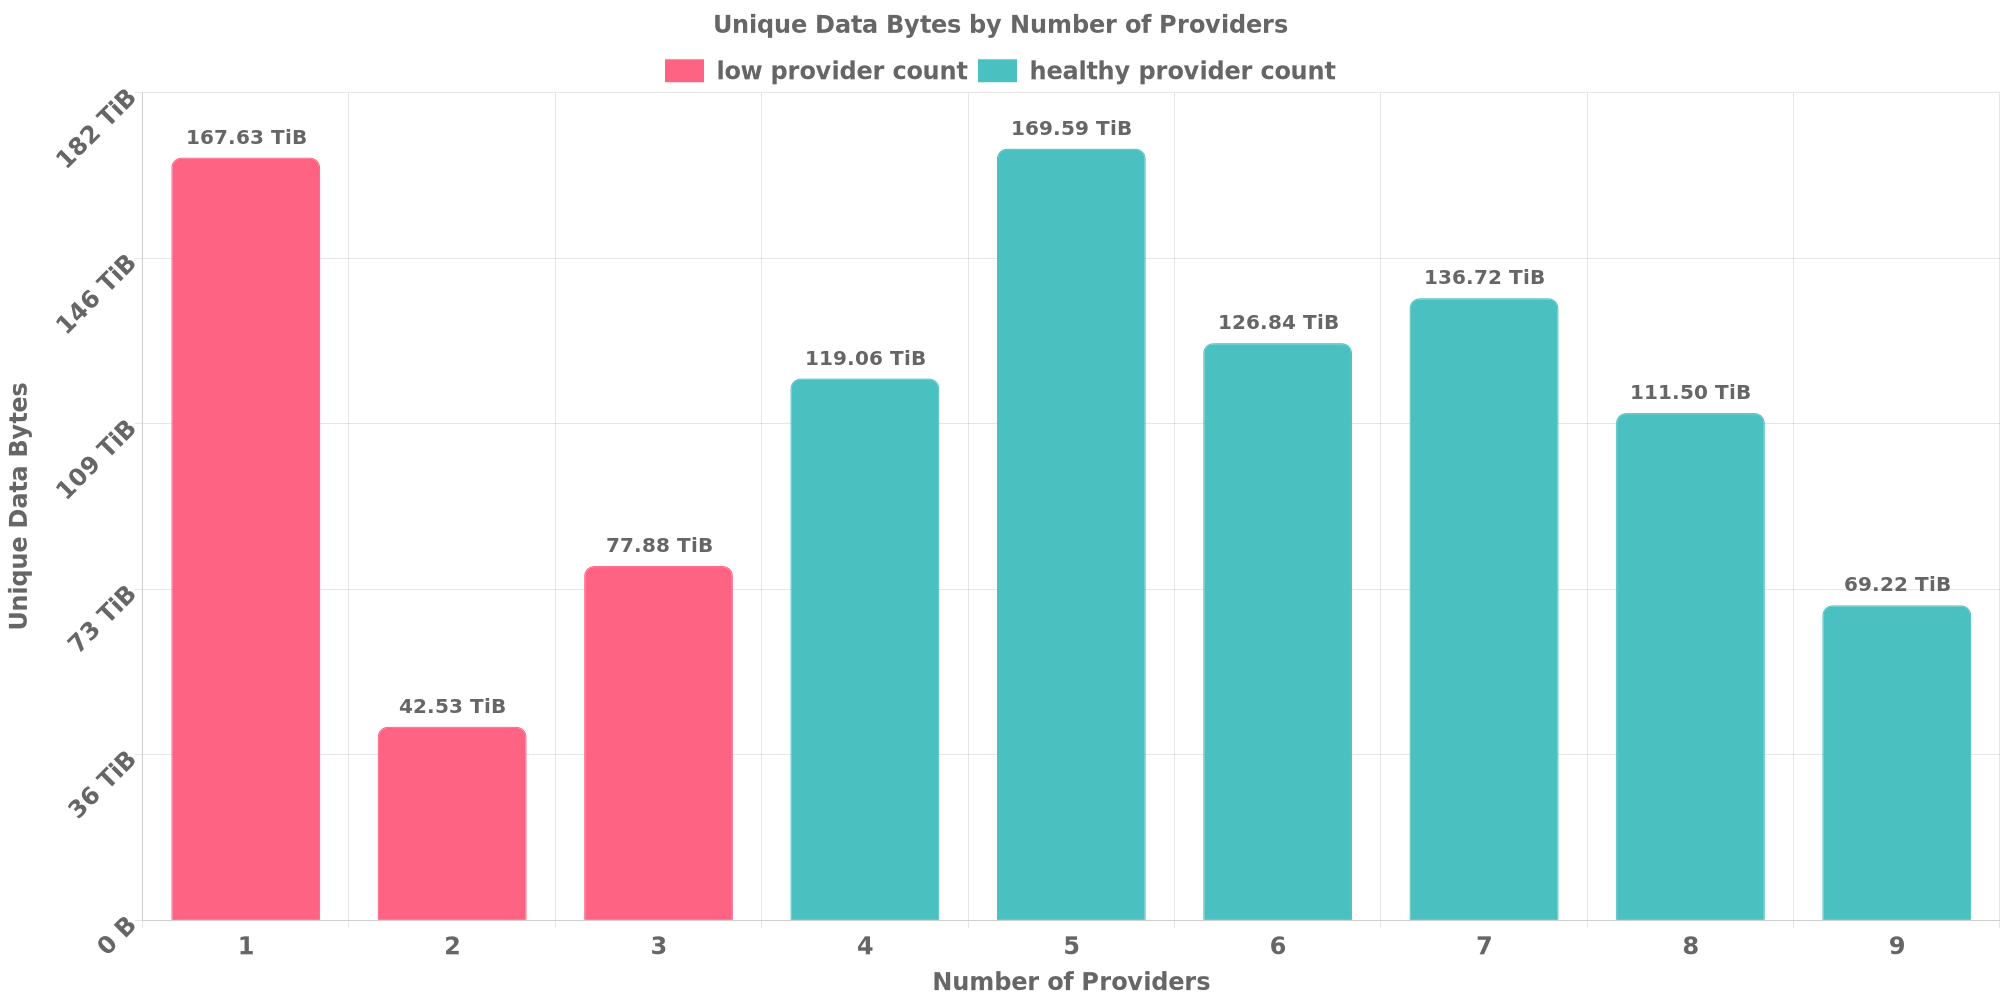 Unique Data Bytes by Number of Providers
low provider count healthy provider count
182 TiB
146 TiB
109 TiB
73 TiB
36 TiB
0 B
Unique Data Bytes
167.63 TiB
42.53 TiB
77.88 TiB
119.06 TiB
169.59 TiB
126.84 TiB
136.72 TiB
111.50 TiB
69.22 TiB
1 2 3 4 5 6 7 8 9
Number of Providers